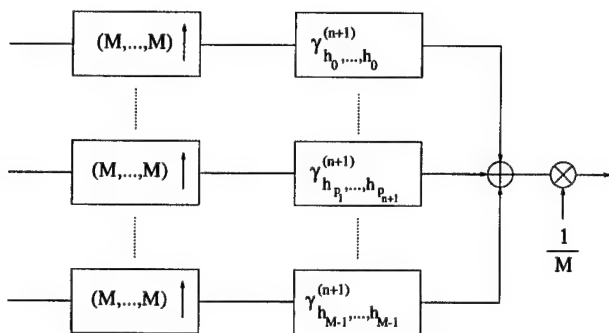 (M,...,M)
γ^{(n+1)}_{h_0,...,h_0}
(M,...,M)
γ^{(n+1)}_{h_{p_1},...,h_{p_{n+1}}}
1/M
(M,...,M)
γ^{(n+1)}_{h_{M-1},...,h_{M-1}}